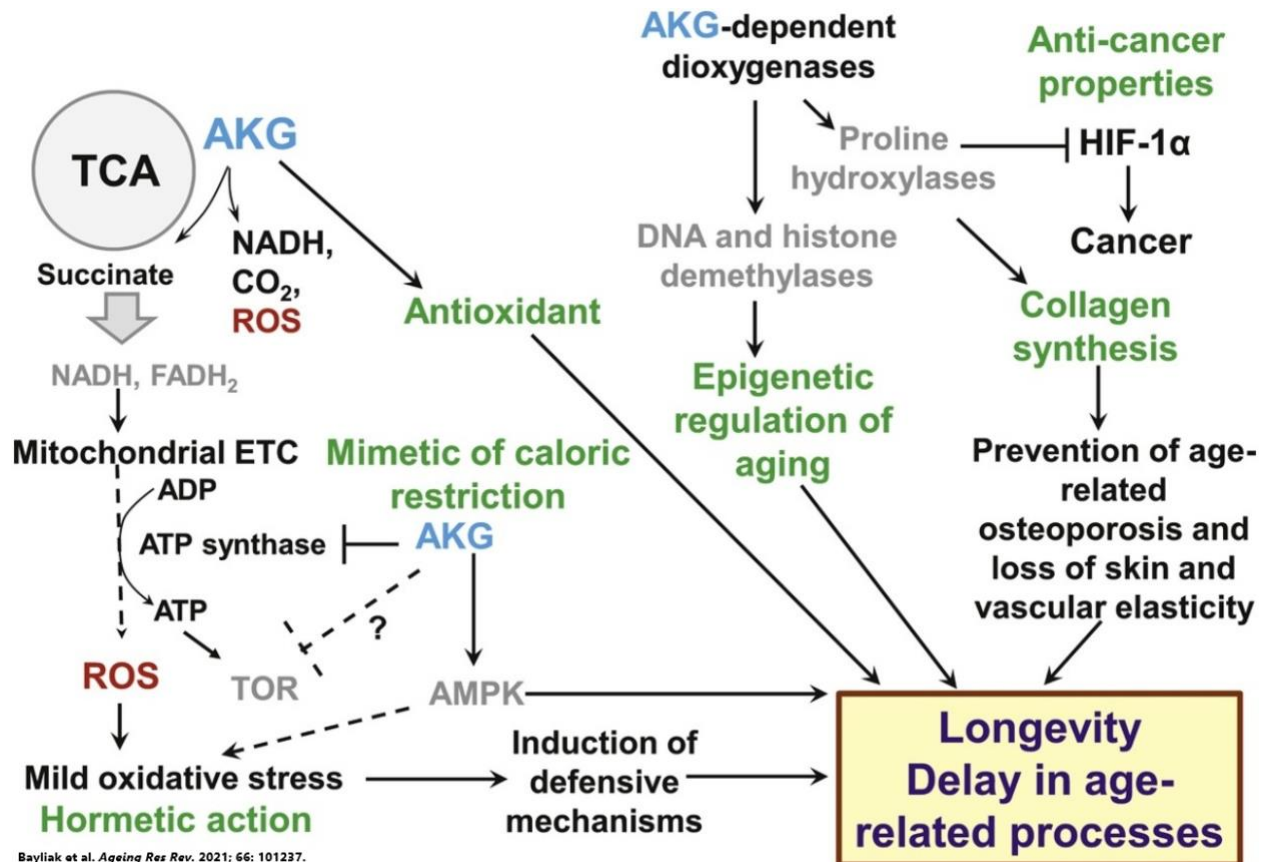 AKG-dependent
dioxygenases
Anti-cancer
properties
TCA
AKG
Proline
hydroxylases
HIF-1α
NADH,
CO₂,
ROS
Succinate
DNA and histone
demethylases
Cancer
Antioxidant
Collagen
synthesis
NADH, FADH₂
Epigenetic
regulation of
aging
Mitochondrial ETC
ADP
ATP synthase
ATP
Mimetic of caloric
restriction
AKG
?
Prevention of age-
related
osteoporosis and
loss of skin and
vascular elasticity
ROS
TOR
AMPK
Mild oxidative stress
Hormetic action
Induction of
defensive
mechanisms
Longevity
Delay in age-
related processes
Bayliak et al. Ageing Res Rev. 2021; 66: 101237.